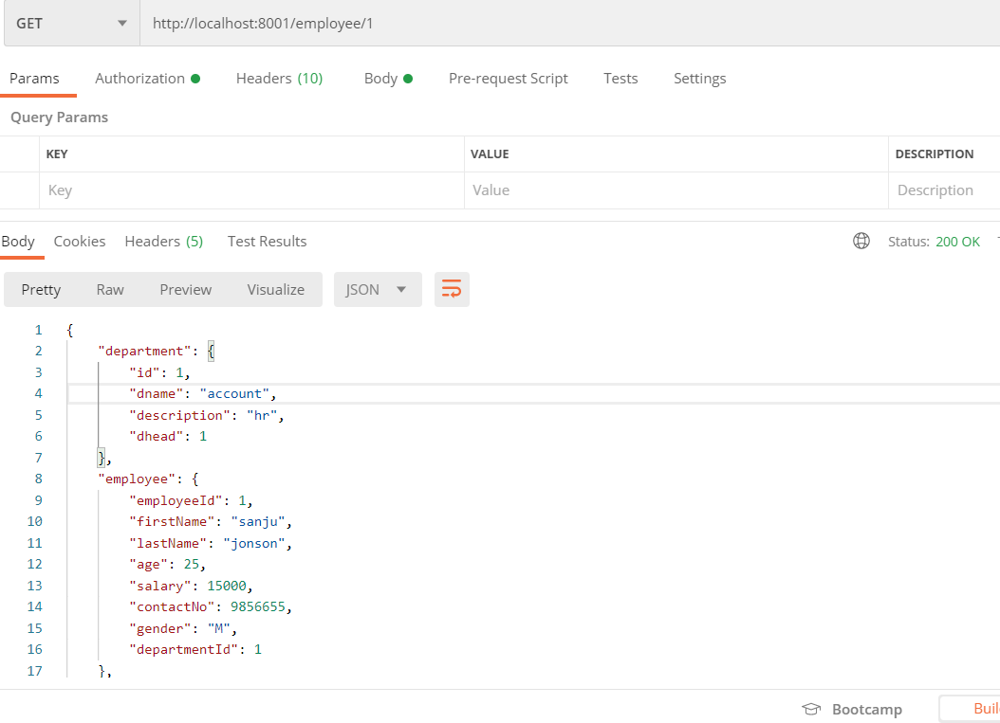 GET http://localhost:8001/employee/1
Params Authorization Headers (10) Body Pre-request Script Tests Settings
Query Params
KEY VALUE DESCRIPTION
Key Value Description
Body Cookies Headers (5) Test Results Status: 200 OK
Pretty Raw Preview Visualize JSON
1 {
2 "department": {
3 "id": 1,
4 "dname": "account",
5 "description": "hr",
6 "dhead": 1
7 },
8 "employee": {
9 "employeeId": 1,
10 "firstName": "sanju",
11 "lastName": "jonson",
12 "age": 25,
13 "salary": 15000,
14 "contactNo": 9856655,
15 "gender": "M",
16 "departmentId": 1
17 },
Bootcamp